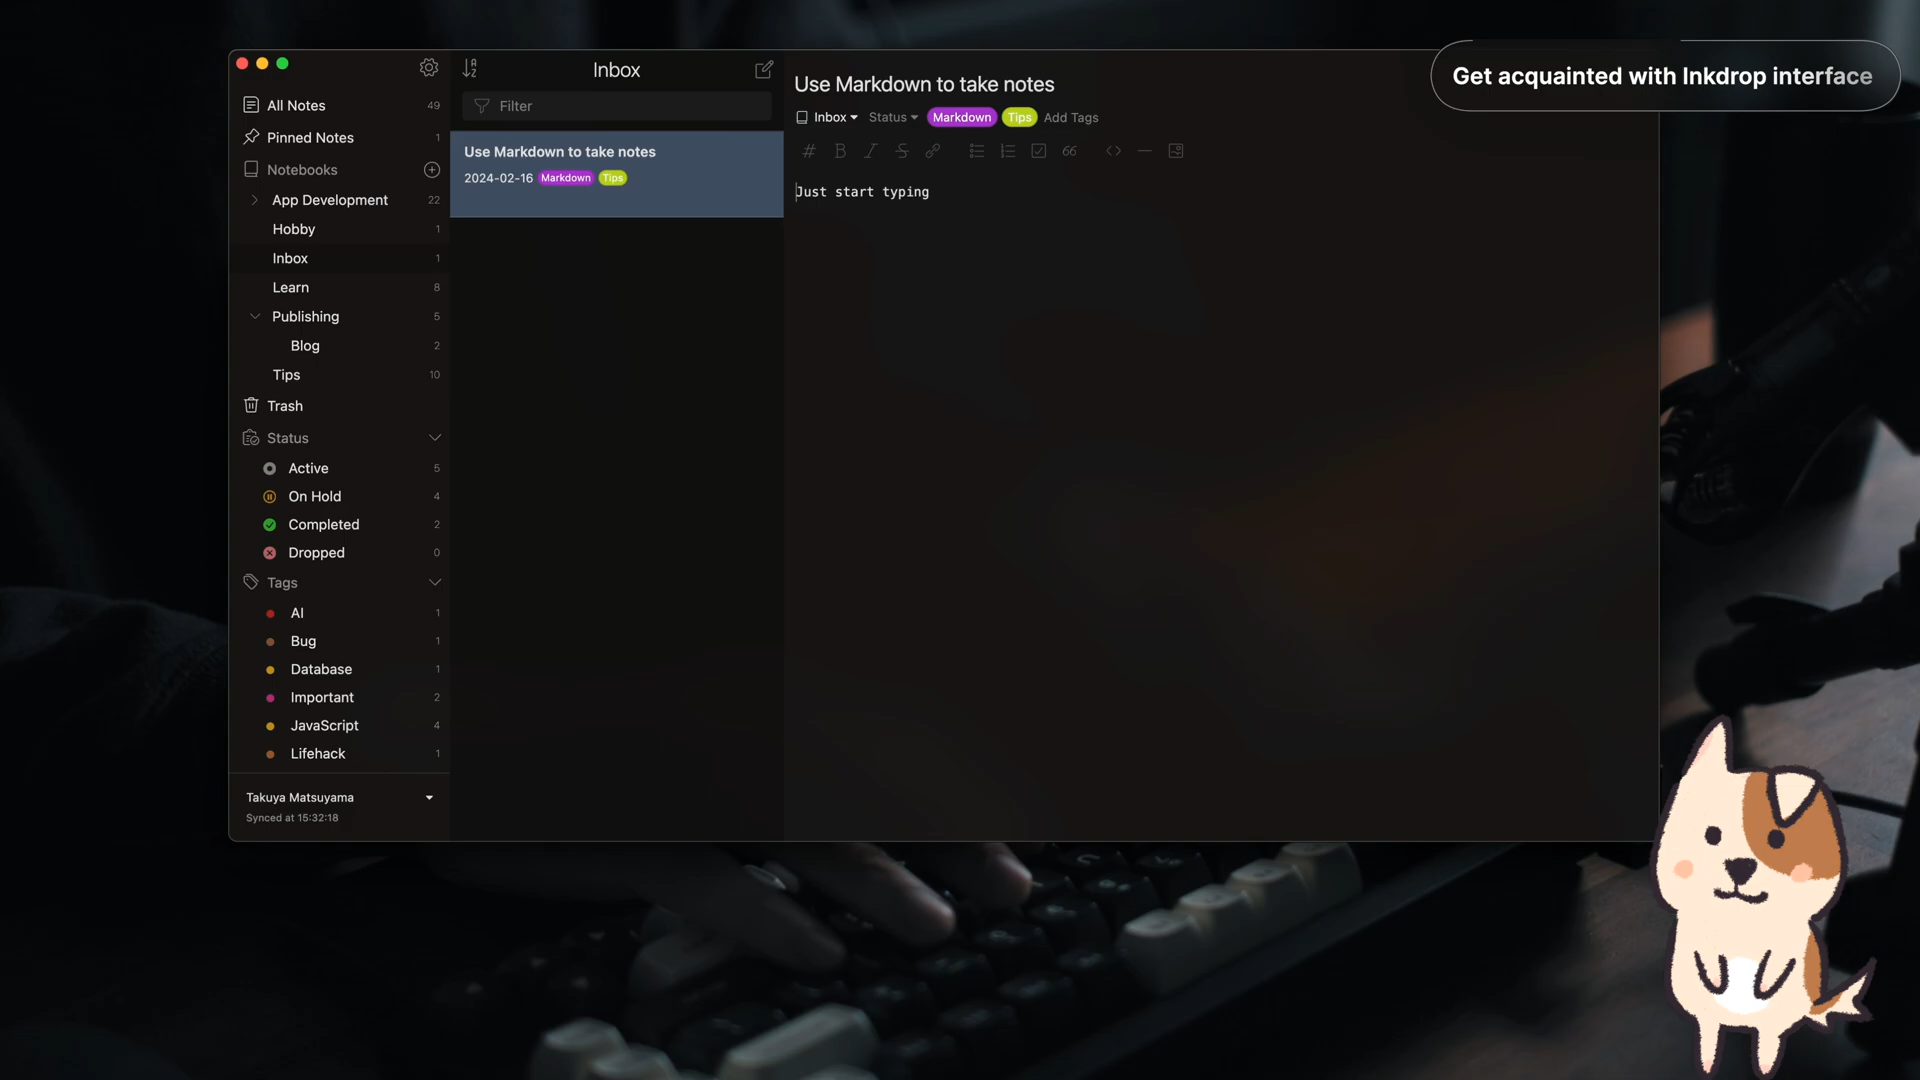 Get acquainted with Inkdrop interface
All Notes 49
Pinned Notes 1
Notebooks
App Development 22
Hobby 1
Inbox 1
Learn 8
Publishing 5
Blog 2
Tips 10
Trash
Status
Active 5
On Hold 4
Completed 2
Dropped 0
Tags
AI 1
Bug 1
Database 1
Important 2
JavaScript 4
Lifehack 1
Takuya Matsuyama
Synced at 15:32:18
Inbox
Filter
Use Markdown to take notes
2024-02-16 Markdown Tips
Use Markdown to take notes
Inbox Status Markdown Tips Add Tags
Just start typing